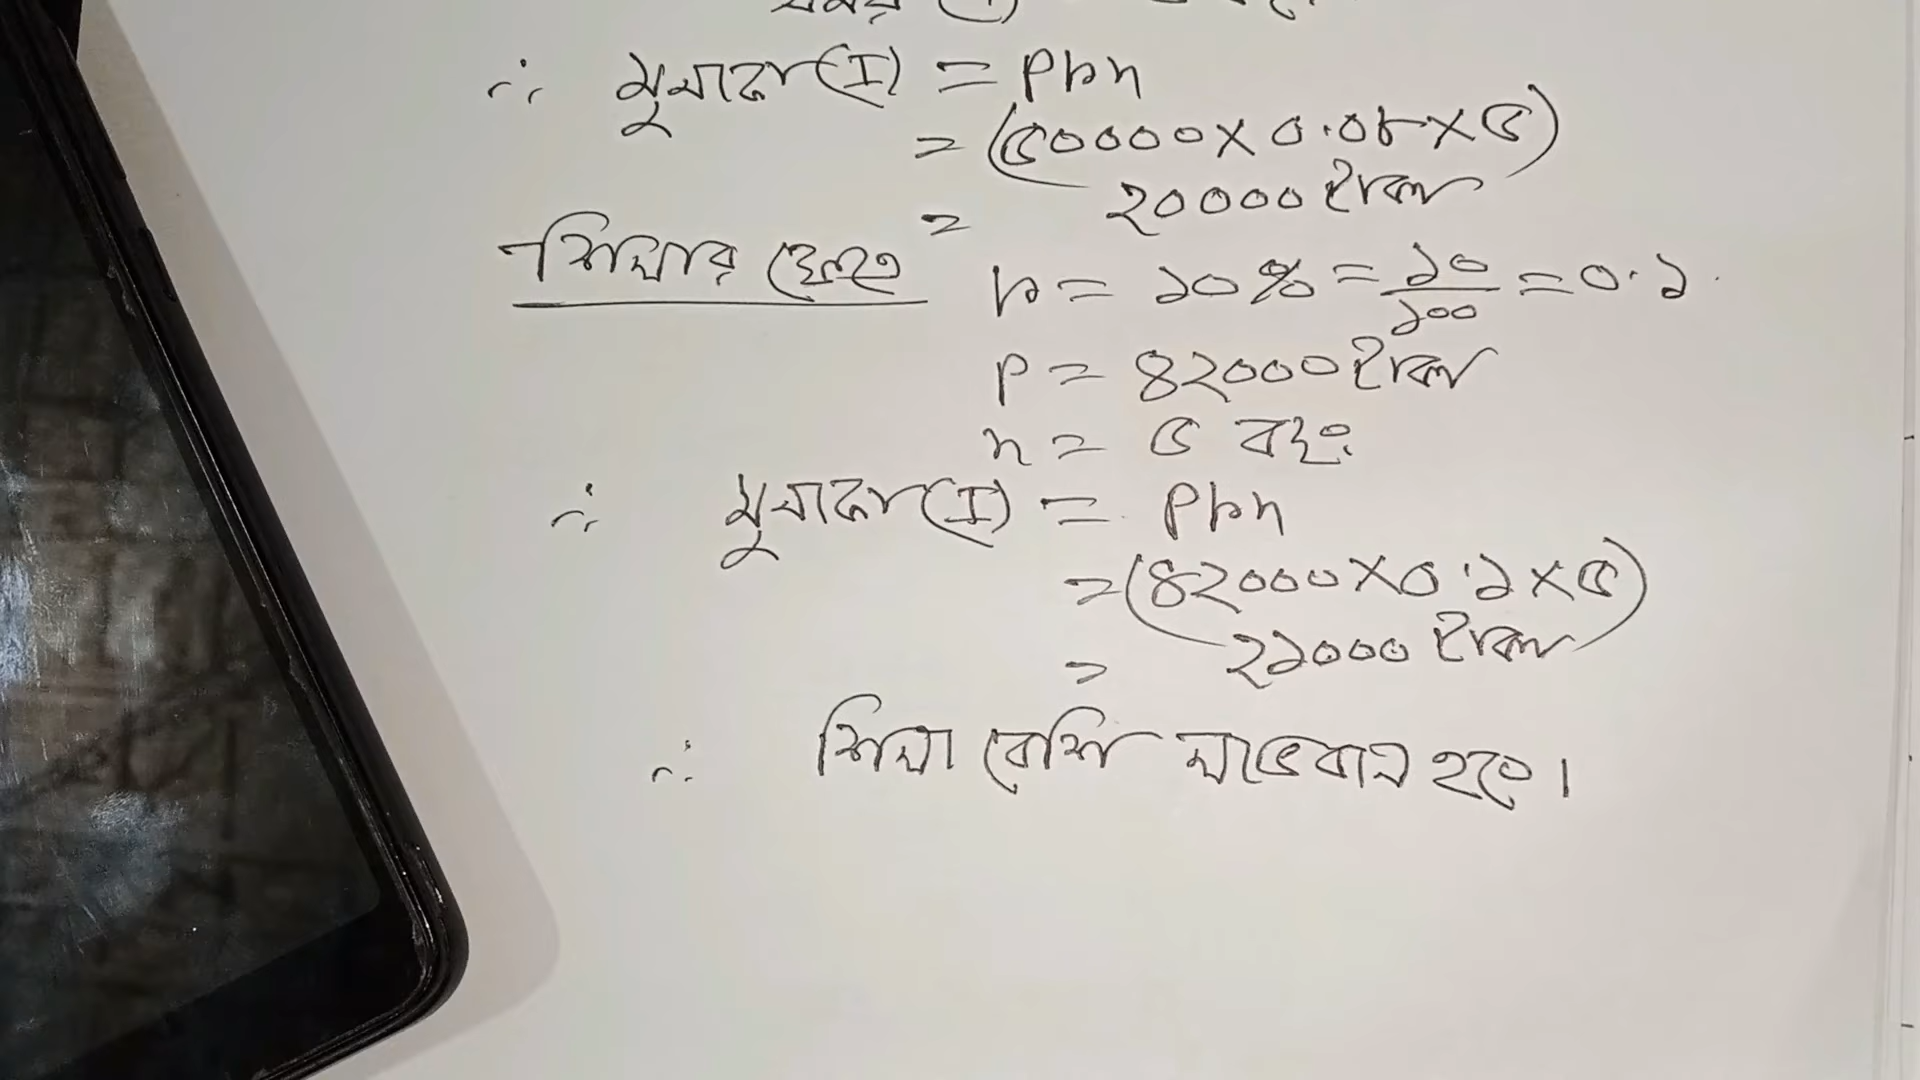 ∴ মুনাফা (I) = Prn
= (৫০০০০ × ০.০৮ × ৫)
= ২০০০০ টাকা
শিখার ক্ষেত্রে
r = ১০% = ১০/১০০ = ০.১
P = ৪২০০০ টাকা
n = ৫ বছর
∴ মুনাফা (I) = Prn
= (৪২০০০ × ০.১ × ৫)
= ২১০০০ টাকা
∴ শিখা বেশি লাভবান হবে।